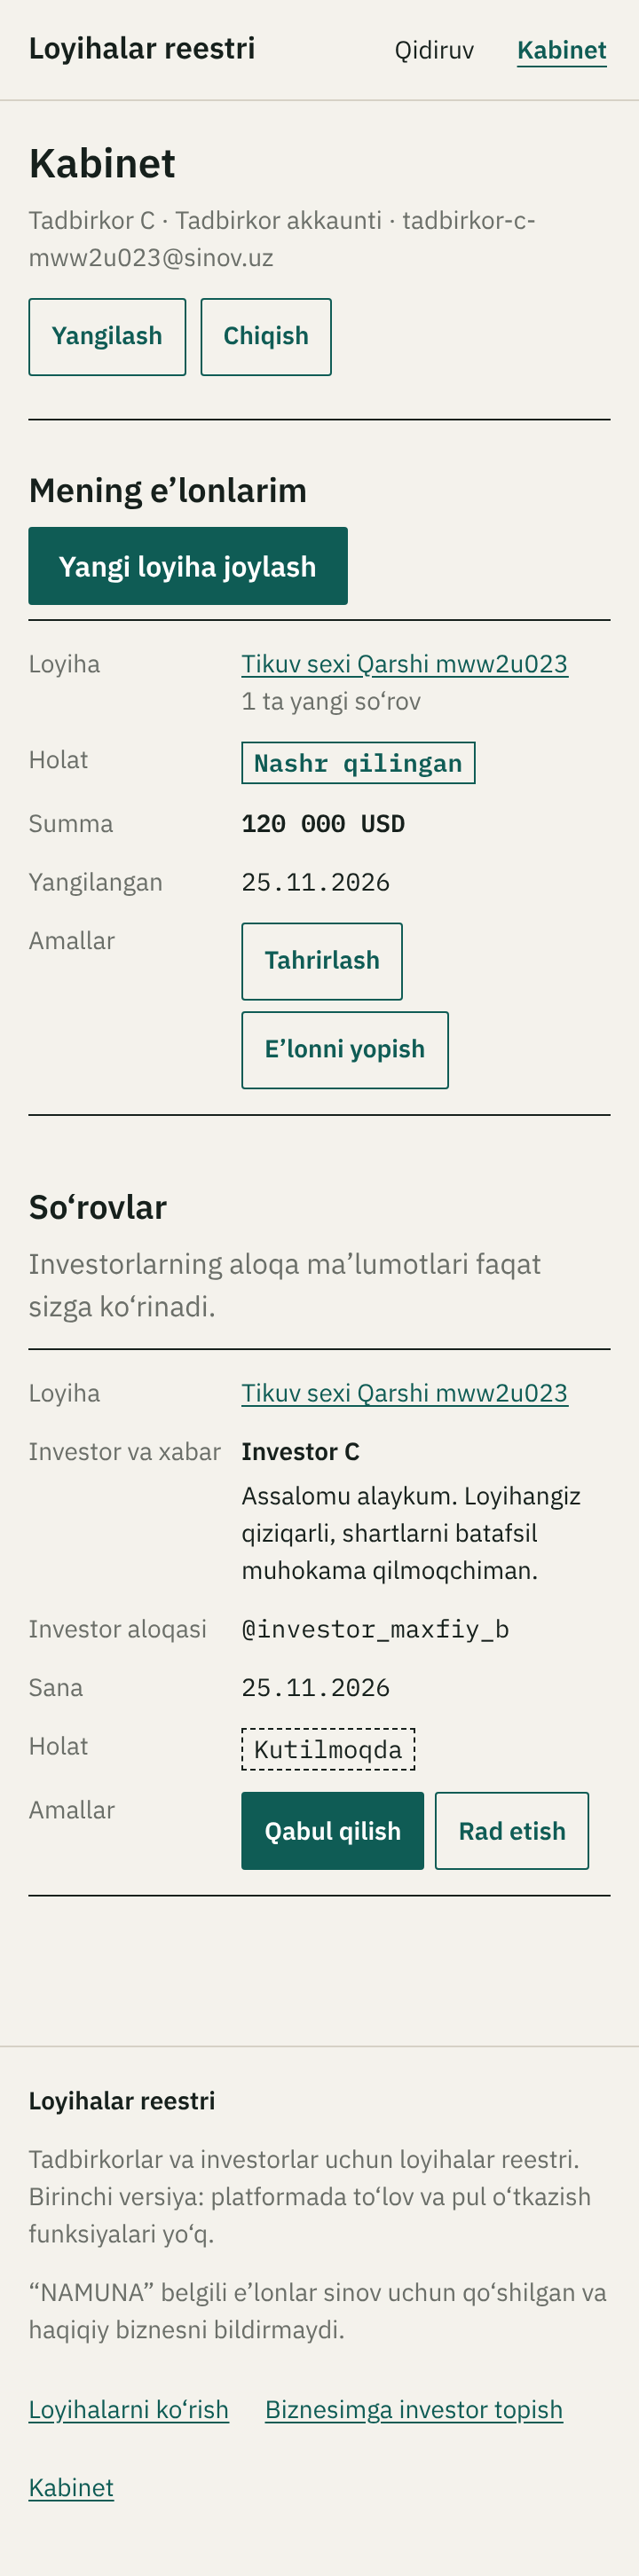 Loyihalar reestri
Qidiruv
Kabinet
Kabinet
Tadbirkor C · Tadbirkor akkaunti · tadbirkor-c-
mww2u023@sinov.uz
Yangilash
Chiqish
Mening e’lonlarim
Yangi loyiha joylash
Loyiha
Tikuv sexi Qarshi mww2u023
1 ta yangi so‘rov
Holat
Nashr qilingan
Summa
120 000 USD
Yangilangan
25.11.2026
Amallar
Tahrirlash
E’lonni yopish
So‘rovlar
Investorlarning aloqa ma’lumotlari faqat
sizga ko‘rinadi.
Loyiha
Tikuv sexi Qarshi mww2u023
Investor va xabar
Investor C
Assalomu alaykum. Loyihangiz
qiziqarli, shartlarni batafsil
muhokama qilmoqchiman.
Investor aloqasi
@investor_maxfiy_b
Sana
25.11.2026
Holat
Kutilmoqda
Amallar
Qabul qilish
Rad etish
Loyihalar reestri
Tadbirkorlar va investorlar uchun loyihalar reestri.
Birinchi versiya: platformada to‘lov va pul o‘tkazish
funksiyalari yo‘q.
“NAMUNA” belgili e’lonlar sinov uchun qo‘shilgan va
haqiqiy biznesni bildirmaydi.
Loyihalarni ko‘rish
Biznesimga investor topish
Kabinet